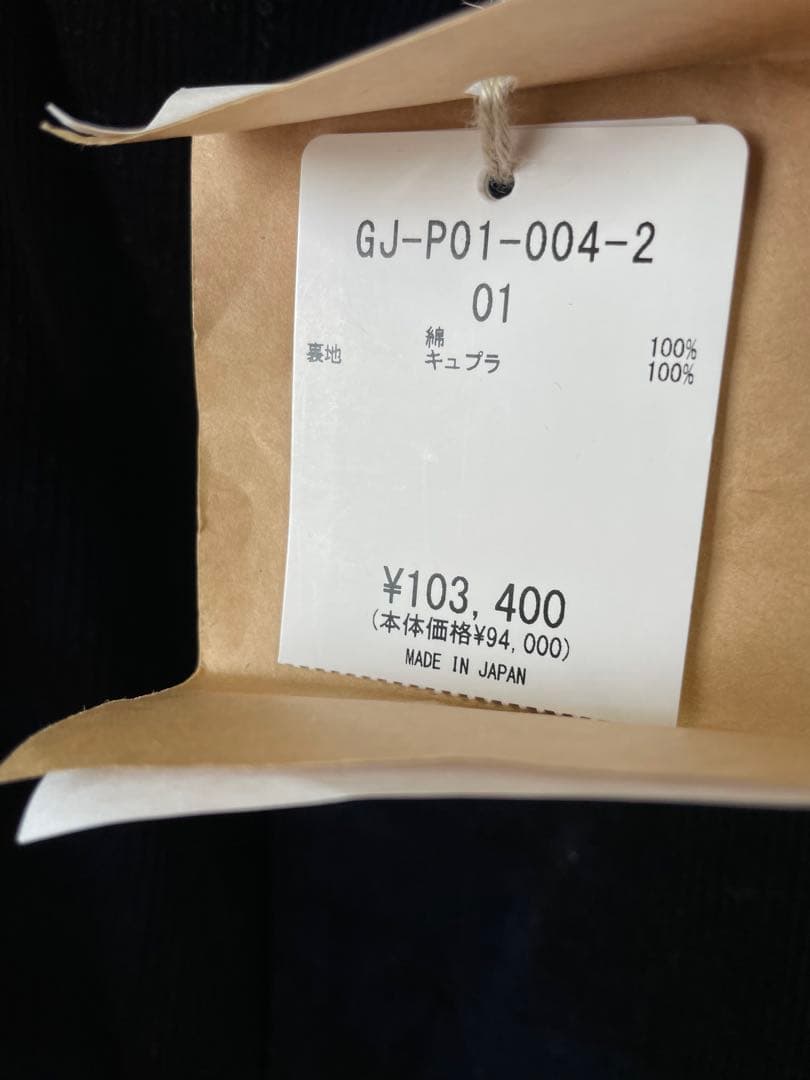 GJ-P01-004-2
01
綿 100%
裏地 キュプラ 100%
¥103,400
(本体価格¥94,000)
MADE IN JAPAN